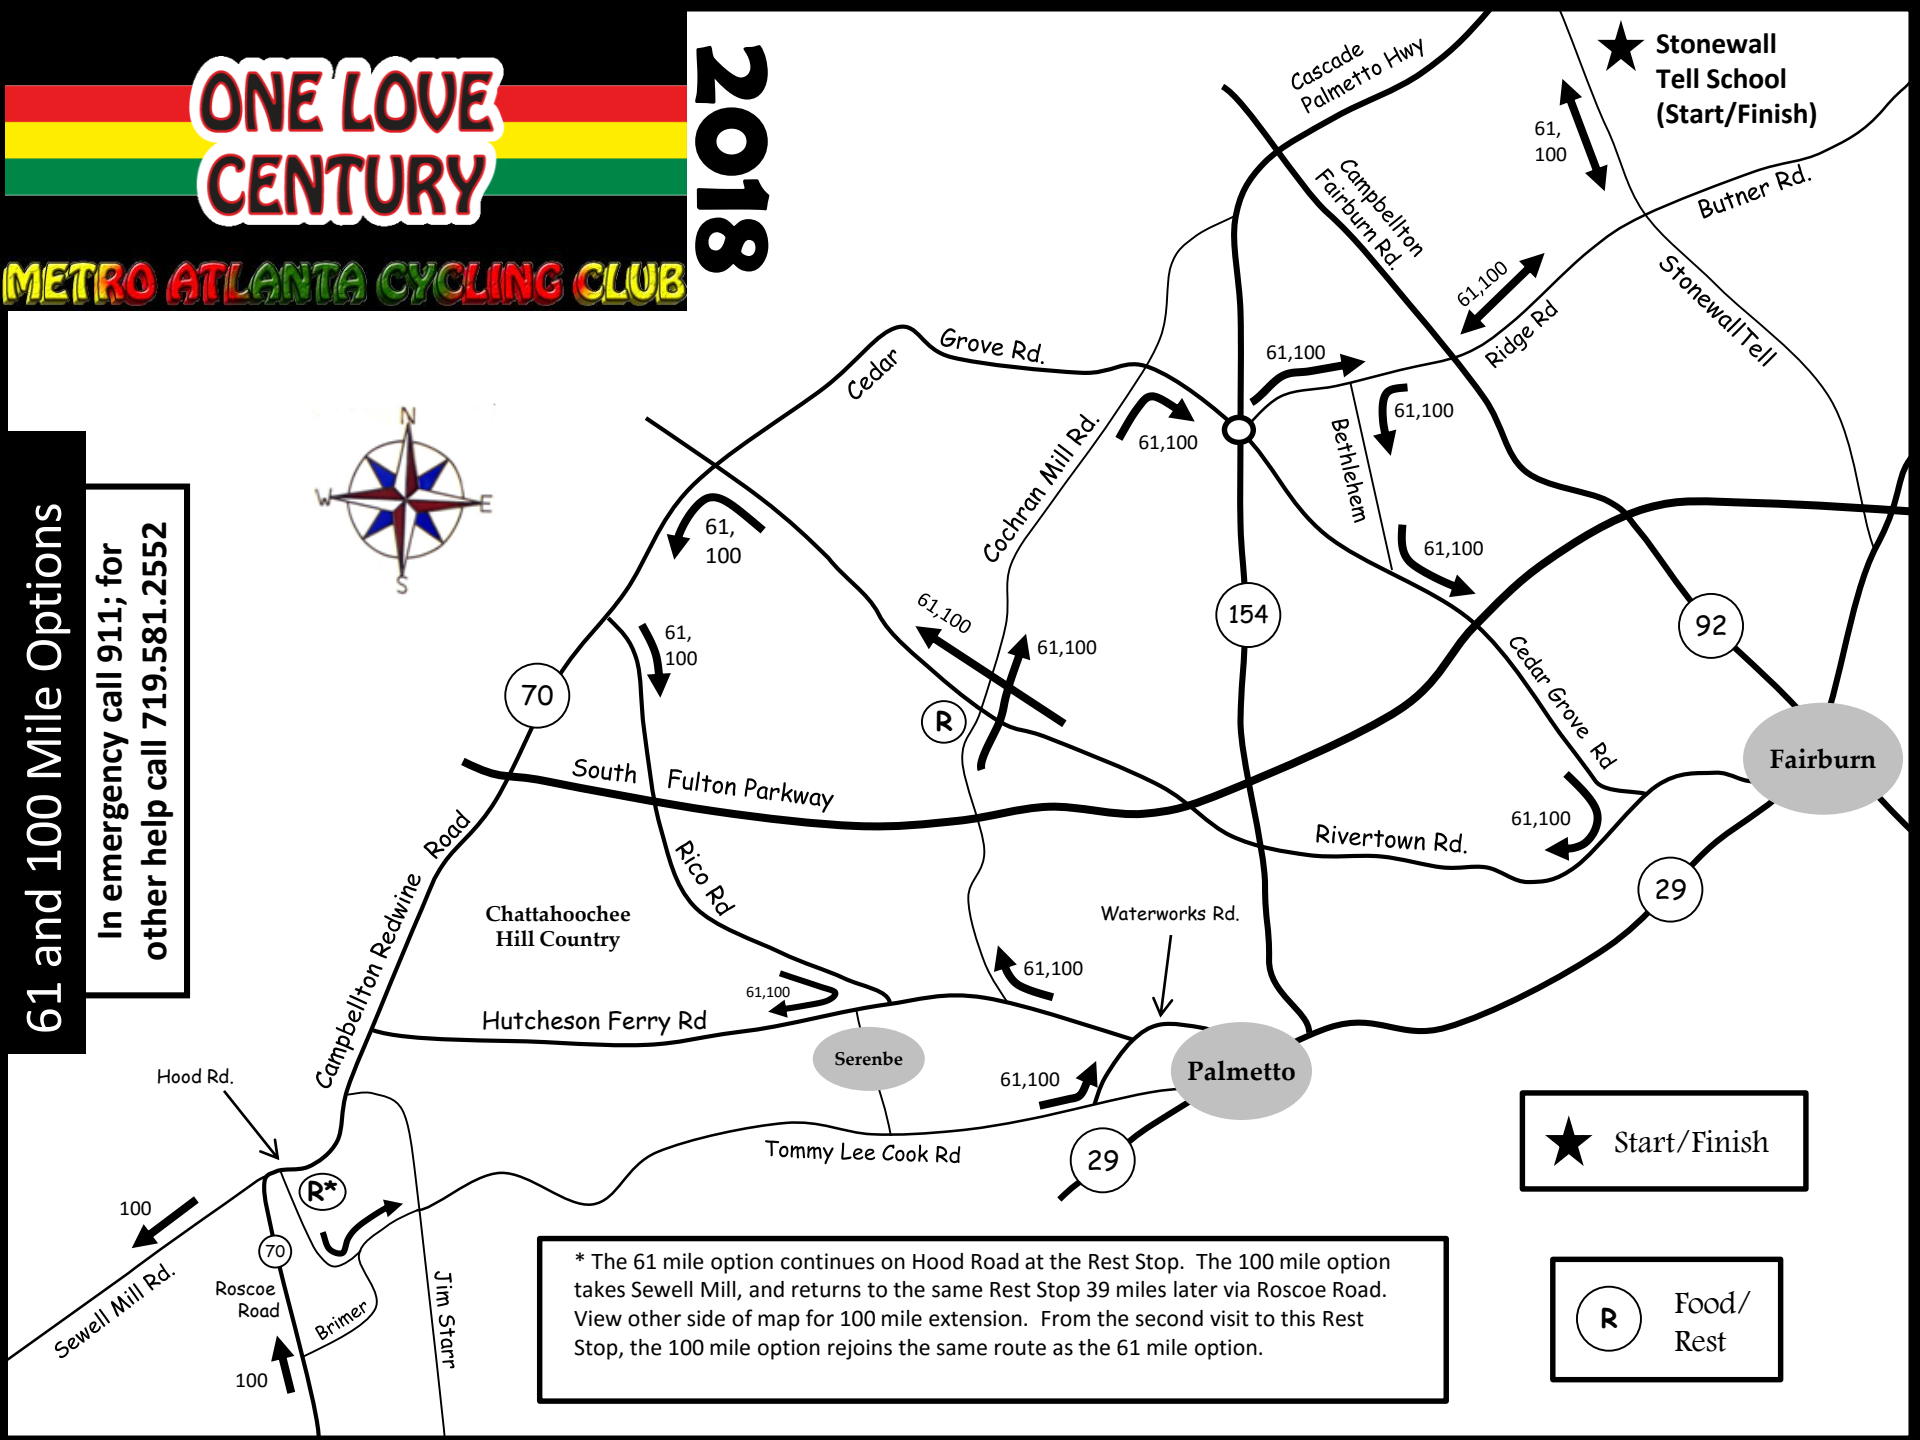 ONE LOVE
CENTURY
METRO ATLANTA CYCLING CLUB
2018
61 and 100 Mile Options
In emergency call 911; for
other help call 719.581.2552
N
W
E
S
Stonewall
Tell School
(Start/Finish)
Cascade
Palmetto Hwy
61,
100
Campbellton
Fairburn Rd.
Butner Rd.
61,100
Ridge Rd
StonewallTell
Cedar
Grove Rd.
61,100
61,100
Bethlehem
Cochran Mill Rd.
61,100
61,
100
61,100
61,100
154
92
61,
100
61,100
Cedar Grove Rd
70
R
South Fulton Parkway
Fairburn
61,100
Rivertown Rd.
Campbellton Redwine Road
Rico Rd
29
Chattahoochee
Hill Country
Waterworks Rd.
61,100
61,100
Hutcheson Ferry Rd
Serenbe
Palmetto
61,100
Hood Rd.
Tommy Lee Cook Rd
29
R*
100
70
Sewell Mill Rd.
Roscoe
Road
Brimer
Jim Starr
100
* The 61 mile option continues on Hood Road at the Rest Stop. The 100 mile option
takes Sewell Mill, and returns to the same Rest Stop 39 miles later via Roscoe Road.
View other side of map for 100 mile extension. From the second visit to this Rest
Stop, the 100 mile option rejoins the same route as the 61 mile option.
Start/Finish
R
Food/
Rest